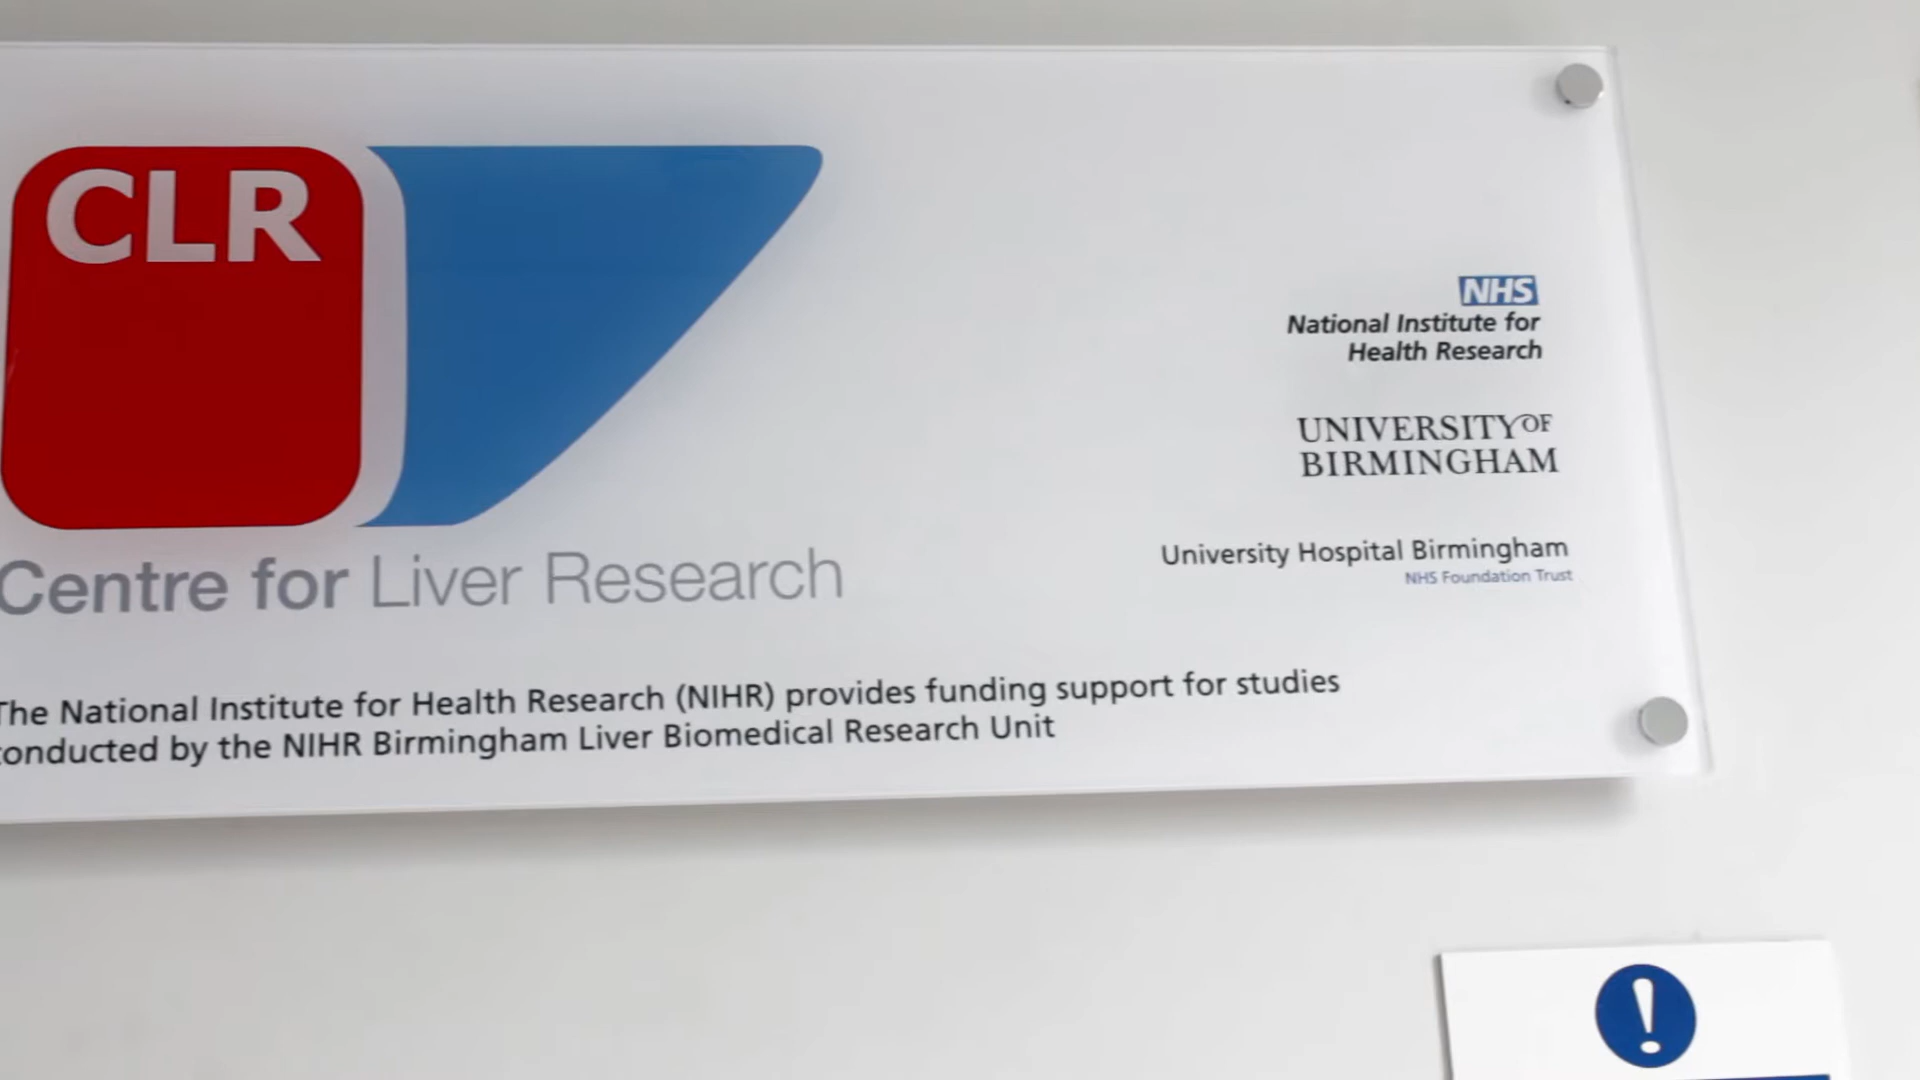 CLR
Centre for Liver Research
NHS
National Institute for
Health Research
UNIVERSITY OF
BIRMINGHAM
University Hospital Birmingham
NHS Foundation Trust
The National Institute for Health Research (NIHR) provides funding support for studies
conducted by the NIHR Birmingham Liver Biomedical Research Unit
!